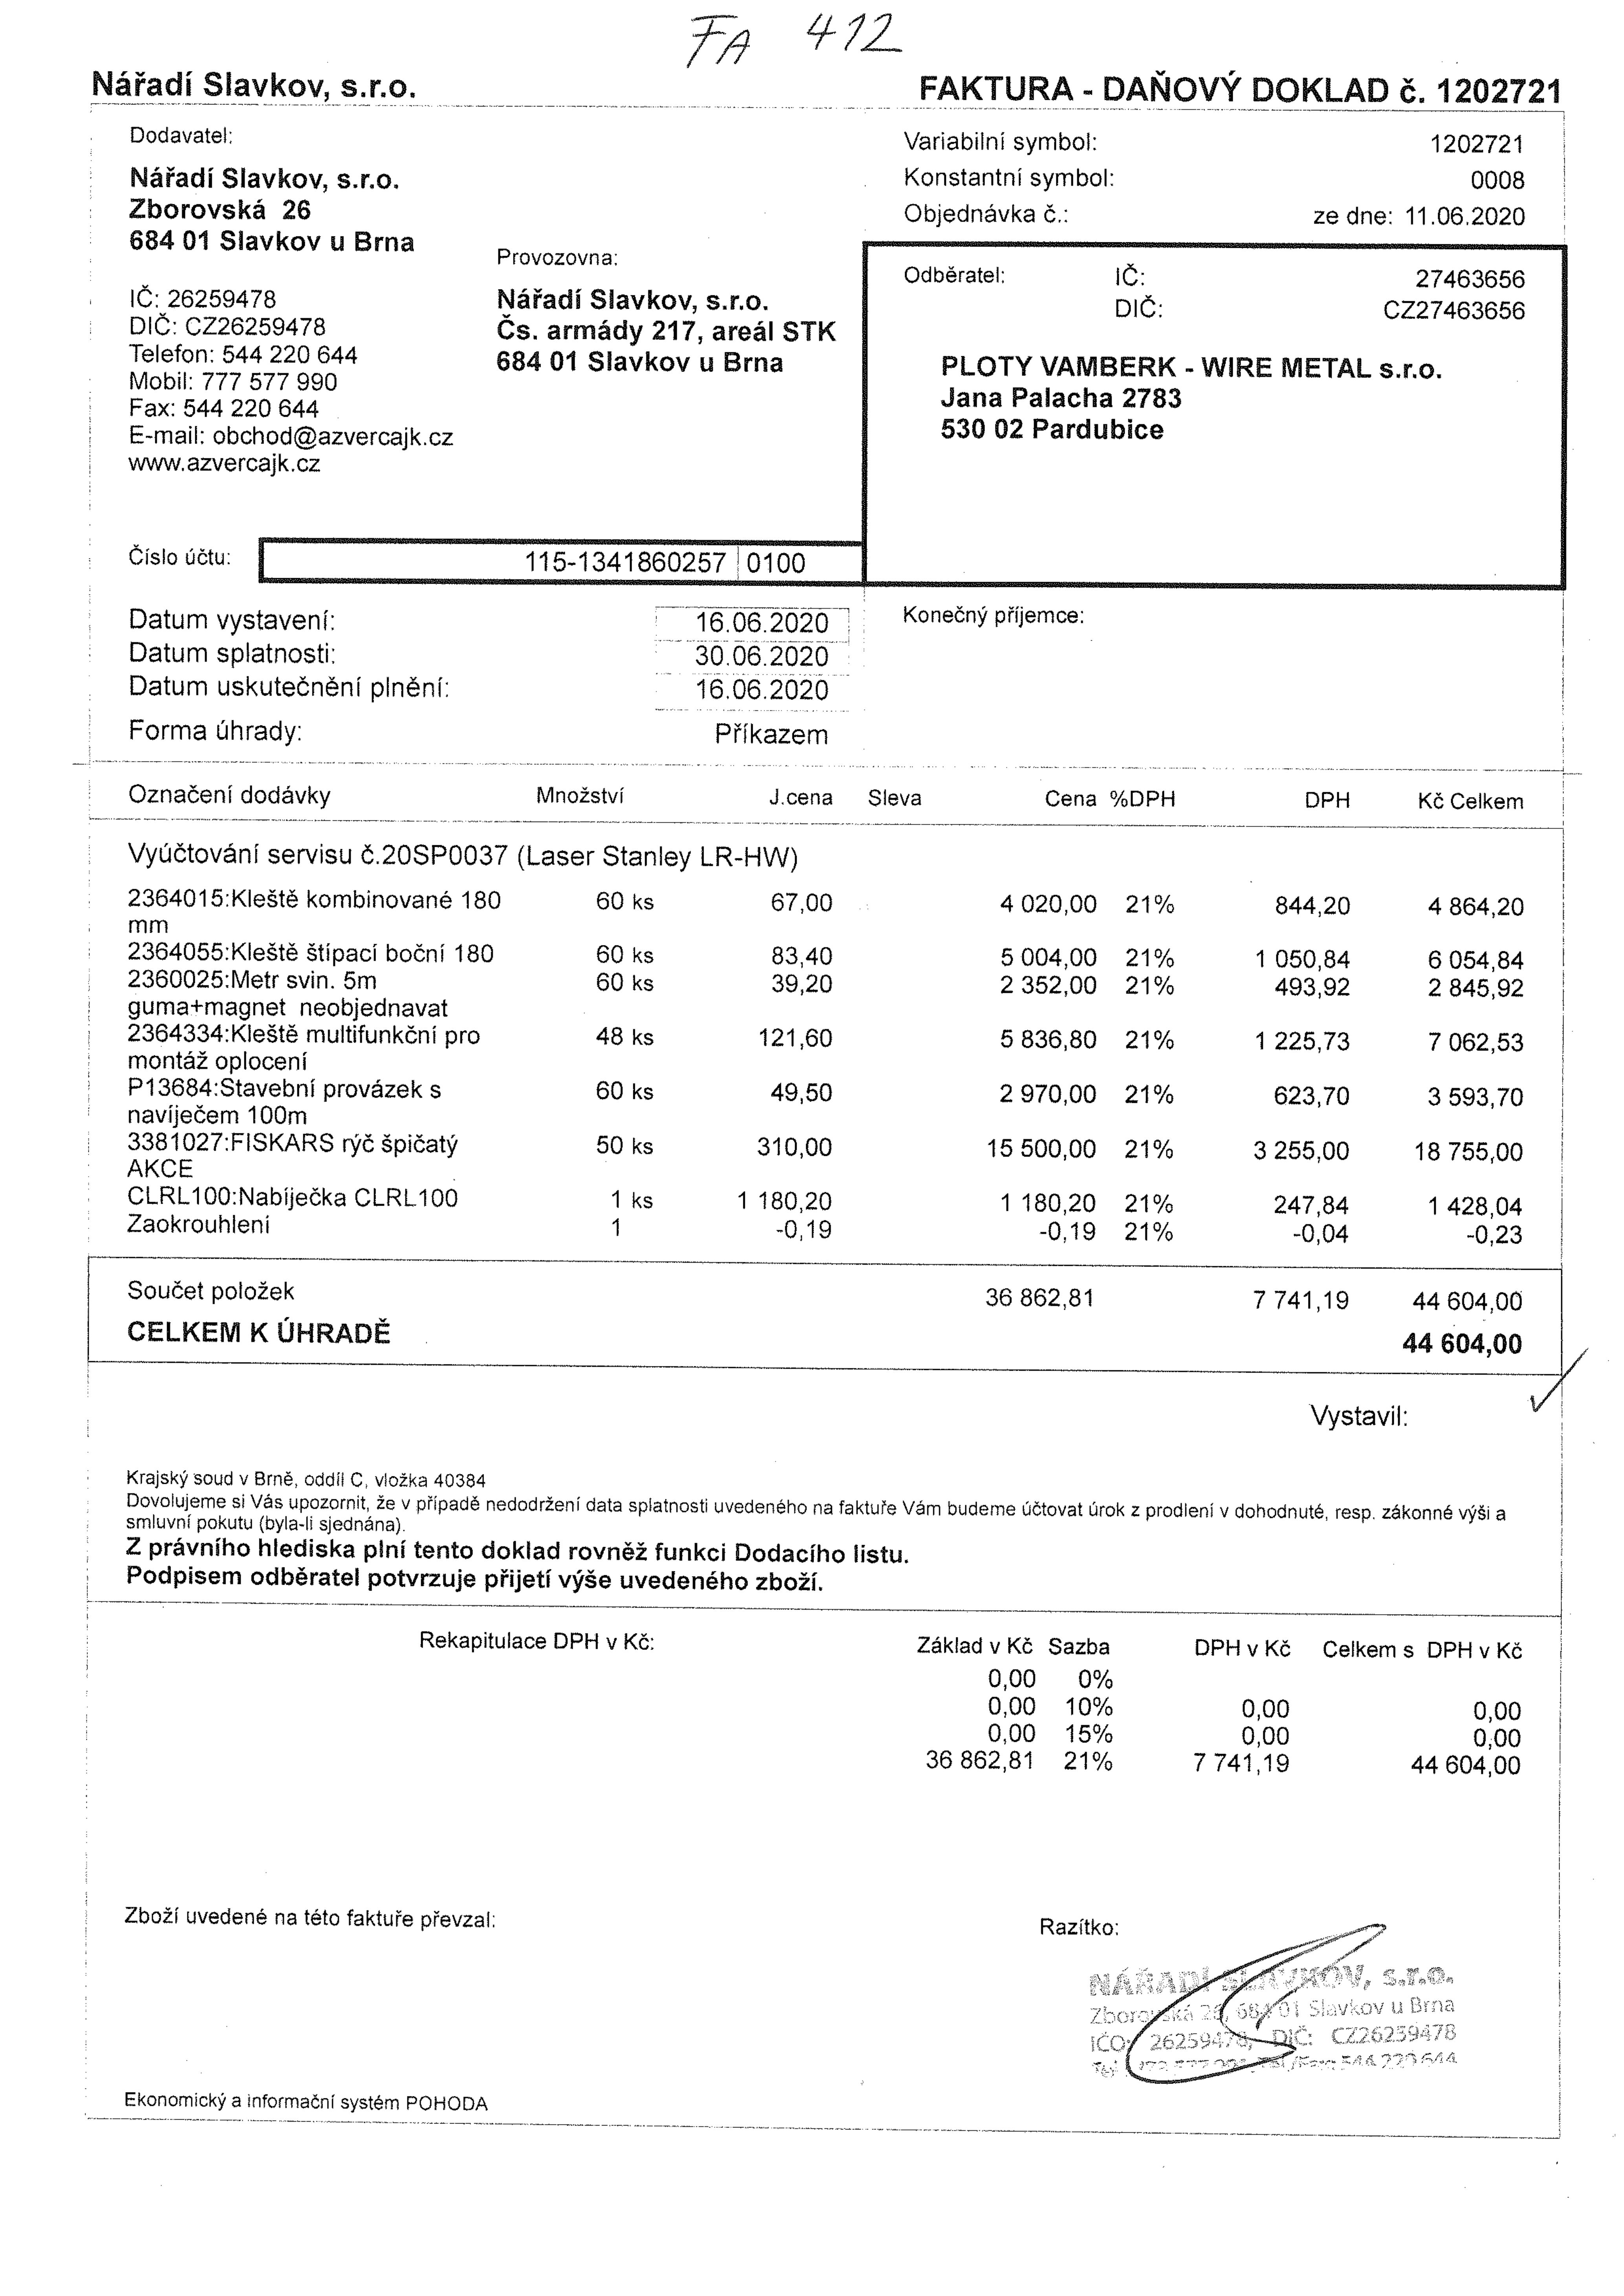 FA 412
Nářadí Slavkov, s.r.o.
FAKTURA - DAŇOVÝ DOKLAD č. 1202721
Dodavatel:
Nářadí Slavkov, s.r.o.
Zborovská 26
684 01 Slavkov u Brna
IČ: 26259478
DIČ: CZ26259478
Telefon: 544 220 644
Mobil: 777 577 990
Fax: 544 220 644
E-mail: obchod@azvercajk.cz
www.azvercajk.cz
Provozovna:
Nářadí Slavkov, s.r.o.
Čs. armády 217, areál STK
684 01 Slavkov u Brna
Variabilní symbol: 1202721
Konstantní symbol: 0008
Objednávka č.: ze dne: 11.06.2020
Odběratel: IČ: 27463656
DIČ: CZ27463656
PLOTY VAMBERK - WIRE METAL s.r.o.
Jana Palacha 2783
530 02 Pardubice
Číslo účtu: 115-1341860257 0100
Datum vystavení: 16.06.2020
Datum splatnosti: 30.06.2020
Datum uskutečnění plnění: 16.06.2020
Forma úhrady: Příkazem
Konečný příjemce:
Označení dodávky Množství J.cena Sleva Cena %DPH DPH Kč Celkem
Vyúčtování servisu č.20SP0037 (Laser Stanley LR-HW)
2364015:Kleště kombinované 180 60 ks 67,00 4 020,00 21% 844,20 4 864,20
mm
2364055:Kleště štípací boční 180 60 ks 83,40 5 004,00 21% 1 050,84 6 054,84
2360025:Metr svin. 5m 60 ks 39,20 2 352,00 21% 493,92 2 845,92
guma+magnet neobjednavat
2364334:Kleště multifunkční pro 48 ks 121,60 5 836,80 21% 1 225,73 7 062,53
montáž oplocení
P13684:Stavební provázek s 60 ks 49,50 2 970,00 21% 623,70 3 593,70
navíječem 100m
3381027:FISKARS rýč špičatý 50 ks 310,00 15 500,00 21% 3 255,00 18 755,00
AKCE
CLRL100:Nabíječka CLRL100 1 ks 1 180,20 1 180,20 21% 247,84 1 428,04
Zaokrouhlení 1 -0,19 -0,19 21% -0,04 -0,23
Součet položek 36 862,81 7 741,19 44 604,00
CELKEM K ÚHRADĚ 44 604,00
Vystavil:
Krajský soud v Brně, oddíl C, vložka 40384
Dovolujeme si Vás upozornit, že v případě nedodržení data splatnosti uvedeného na faktuře Vám budeme účtovat úrok z prodlení v dohodnuté, resp. zákonné výši a
smluvní pokutu (byla-li sjednána).
Z právního hlediska plní tento doklad rovněž funkci Dodacího listu.
Podpisem odběratel potvrzuje přijetí výše uvedeného zboží.
Rekapitulace DPH v Kč: Základ v Kč Sazba DPH v Kč Celkem s DPH v Kč
0,00 0%
0,00 10% 0,00 0,00
0,00 15% 0,00 0,00
36 862,81 21% 7 741,19 44 604,00
Zboží uvedené na této faktuře převzal:
Razítko:
NÁŘADÍ SLAVKOV, s.r.o.
Zborovská 26, 684 01 Slavkov u Brna
IČO: 26259478, DIČ: CZ26259478
Tel./Fax: 544 220 644
Ekonomický a informační systém POHODA